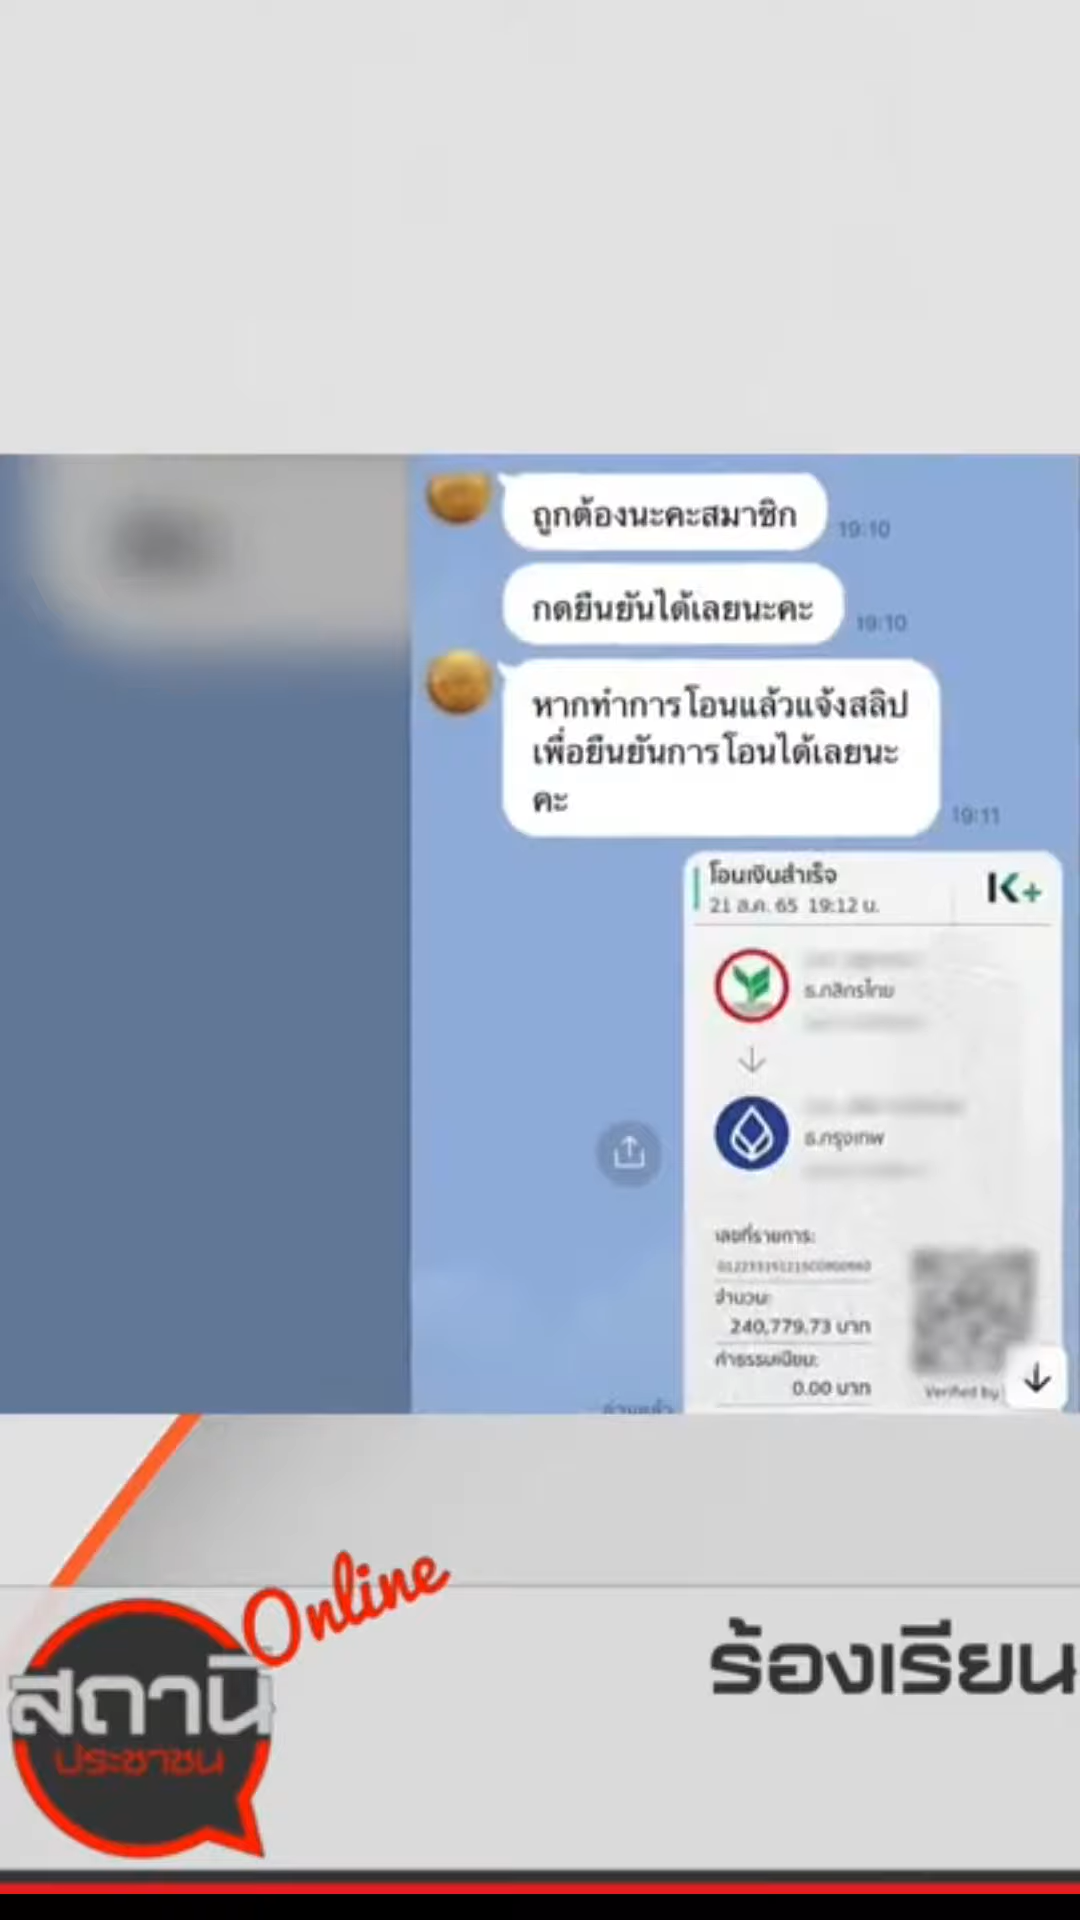 ถูกต้องนะคะสมาชิก
19:10
กดยืนยันได้เลยนะคะ
19:10
หากทำการโอนแล้วแจ้งสลิป
เพื่อยืนยันการโอนได้เลยนะ
คะ
19:11
โอนเงินสำเร็จ
21 ส.ค. 65 19:12 น.
K+
ธ.กสิกรไทย
ธ.กรุงเทพ
เลขที่รายการ:
จำนวน:
240,779.73 บาท
ค่าธรรมเนียม:
0.00 บาท
Verified by
Online
สถานี
ประชาชน
ร้องเรียน